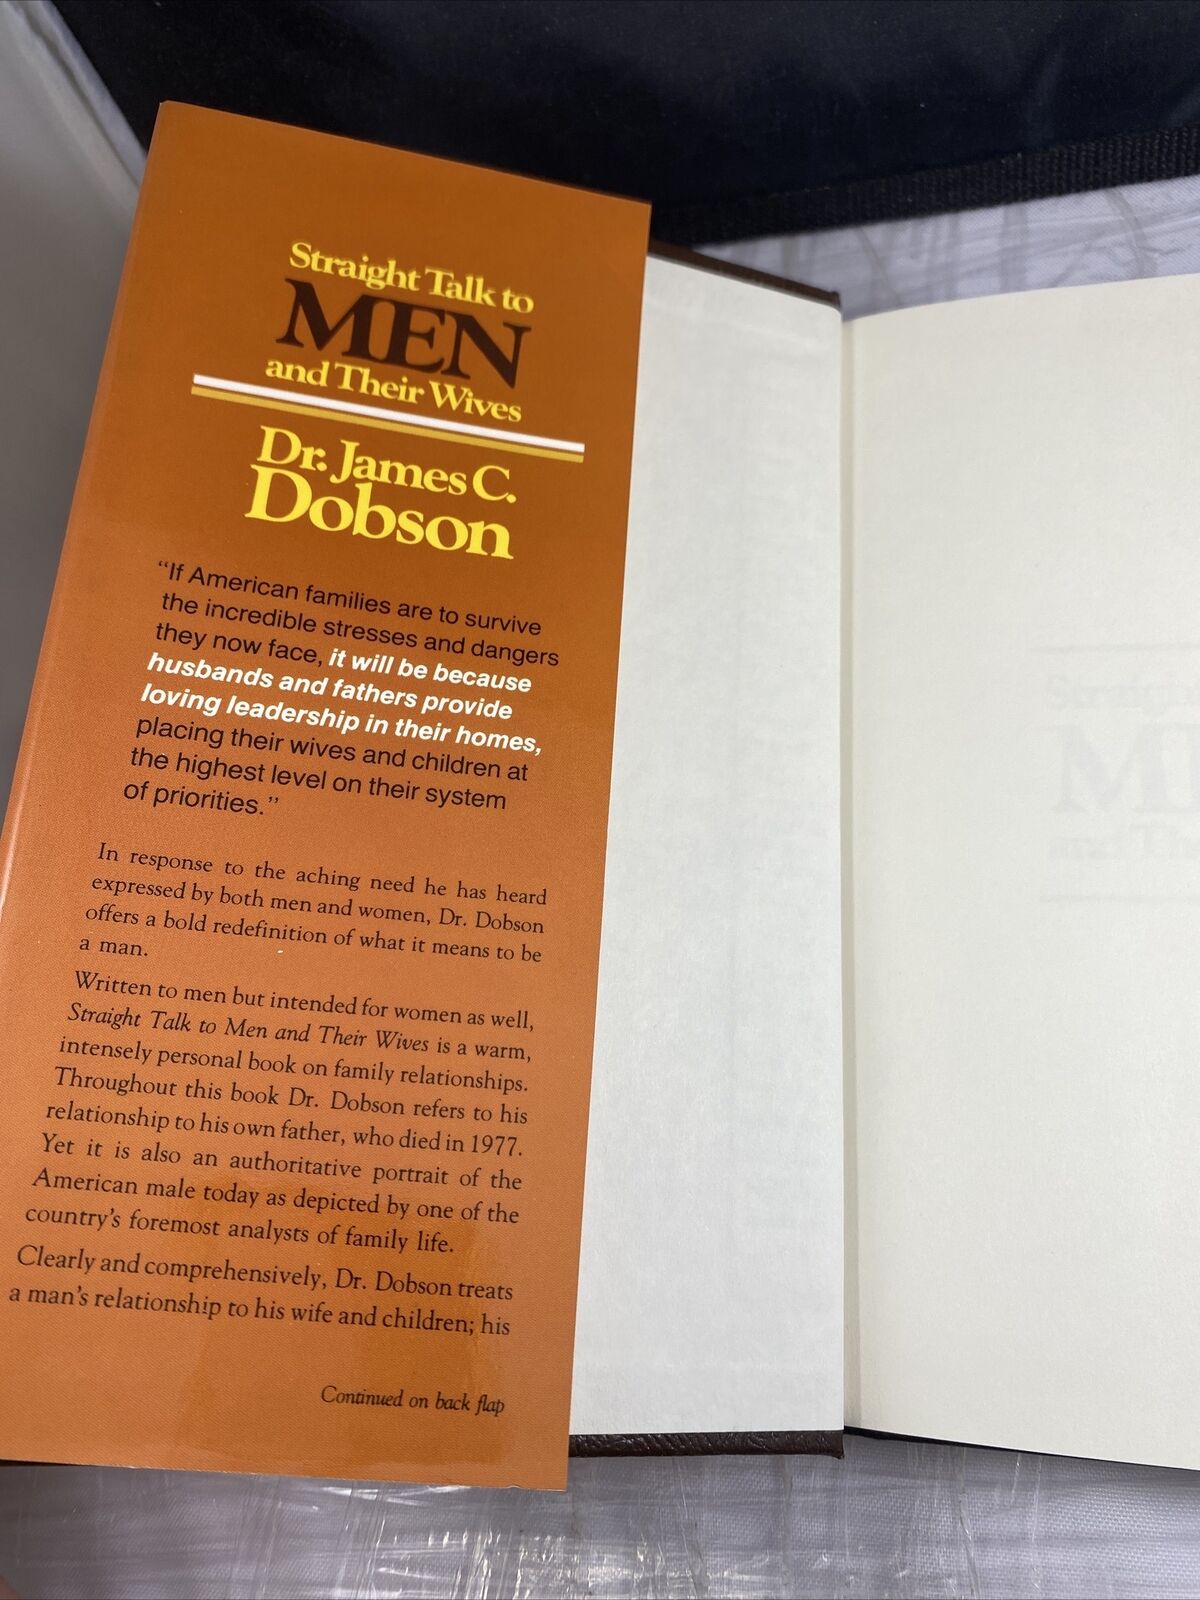 Straight Talk to
MEN
and Their Wives
Dr. James C.
Dobson
“If American families are to survive
the incredible stresses and dangers
they now face, it will be because
husbands and fathers provide
loving leadership in their homes,
placing their wives and children at
the highest level on their system
of priorities.”
In response to the aching need he has heard
expressed by both men and women, Dr. Dobson
offers a bold redefinition of what it means to be
a man.
Written to men but intended for women as well,
Straight Talk to Men and Their Wives is a warm,
intensely personal book on family relationships.
Throughout this book Dr. Dobson refers to his
relationship to his own father, who died in 1977.
Yet it is also an authoritative portrait of the
American male today as depicted by one of the
country’s foremost analysts of family life.
Clearly and comprehensively, Dr. Dobson treats
a man’s relationship to his wife and children; his
Continued on back flap